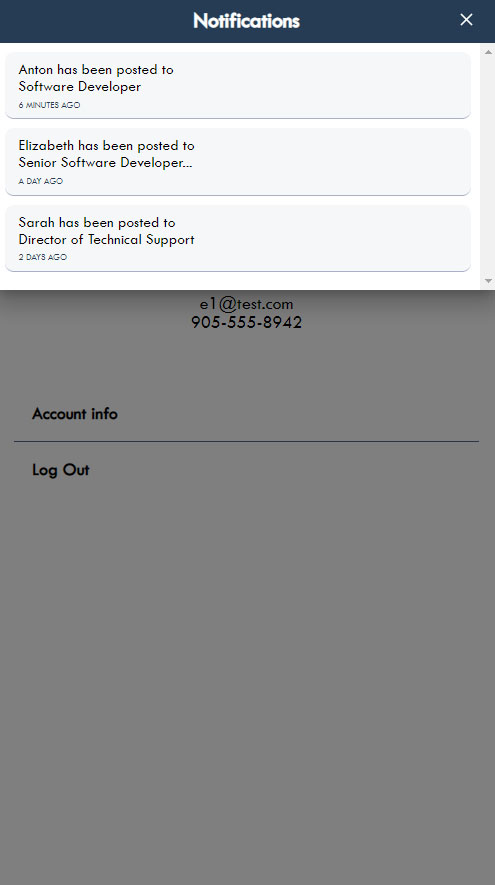 Notifications
Anton has been posted to
Software Developer
6 MINUTES AGO
Elizabeth has been posted to
Senior Software Developer...
A DAY AGO
Sarah has been posted to
Director of Technical Support
2 DAYS AGO
e1@test.com
905-555-8942
Account info
Log Out